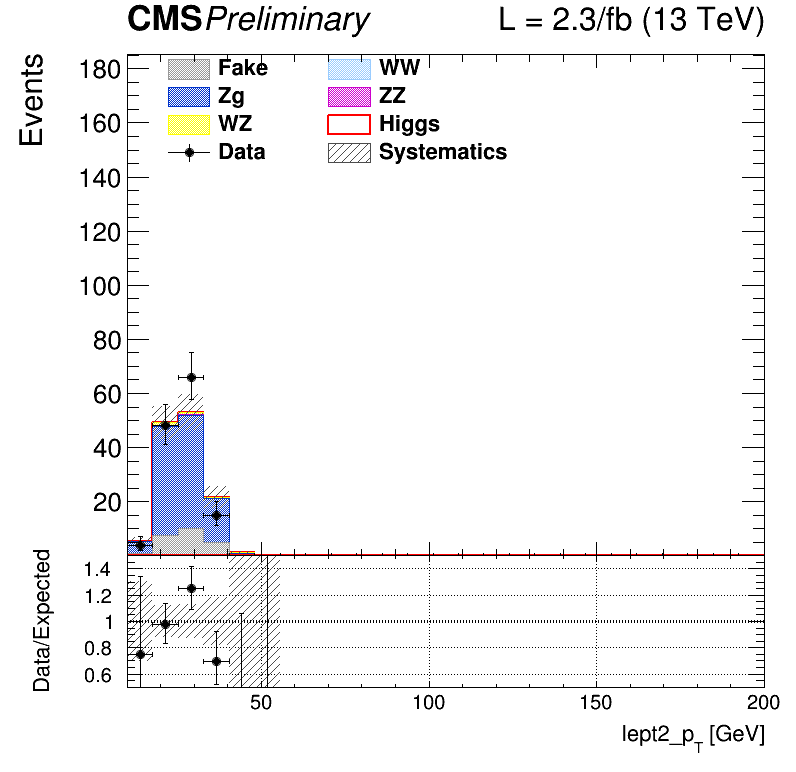 CMS Preliminary L = 2.3/fb (13 TeV)
Events
180
160
140
120
100
80
60
40
20
Fake WW
Zg ZZ
WZ Higgs
Data Systematics
Data/Expected
1.4
1.2
1
0.8
0.6
50 100 150 200
lept2_p_T [GeV]